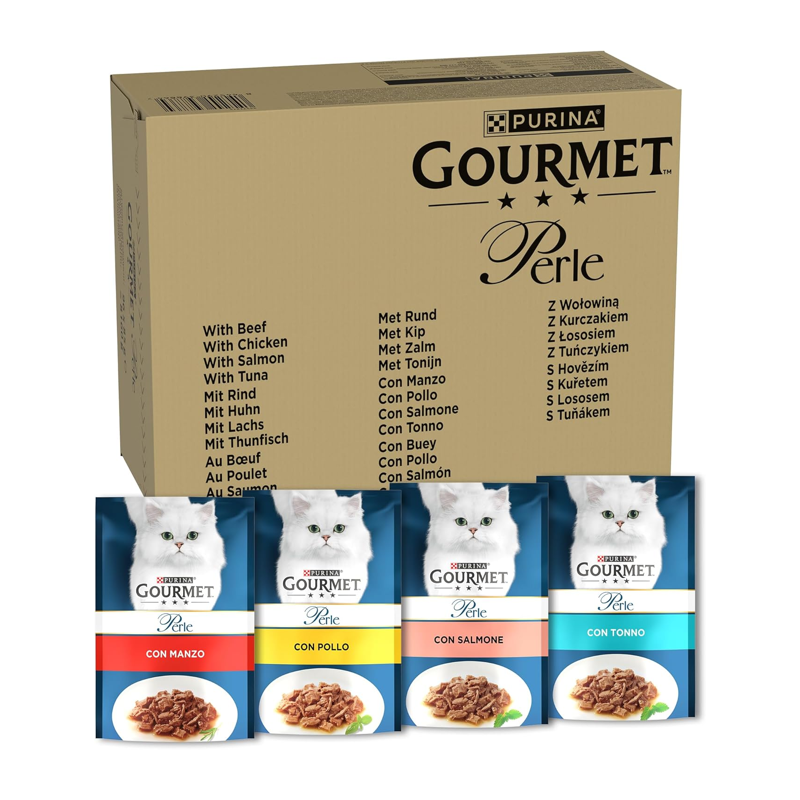 PURINA®
GOURMET™
Perle
With Beef
With Chicken
With Salmon
With Tuna
Mit Rind
Mit Huhn
Mit Lachs
Mit Thunfisch
Au Bœuf
Au Poulet
Au Saumon
Met Rund
Met Kip
Met Zalm
Met Tonijn
Con Manzo
Con Pollo
Con Salmone
Con Tonno
Con Buey
Con Pollo
Con Salmón
Z Wołowiną
Z Kurczakiem
Z Łososiem
Z Tuńczykiem
S Hovězím
S Kuřetem
S Lososem
S Tuňákem
PURINA
GOURMET
Perle
CON MANZO
PURINA
GOURMET
Perle
CON POLLO
PURINA
GOURMET
Perle
CON SALMONE
PURINA
GOURMET
Perle
CON TONNO